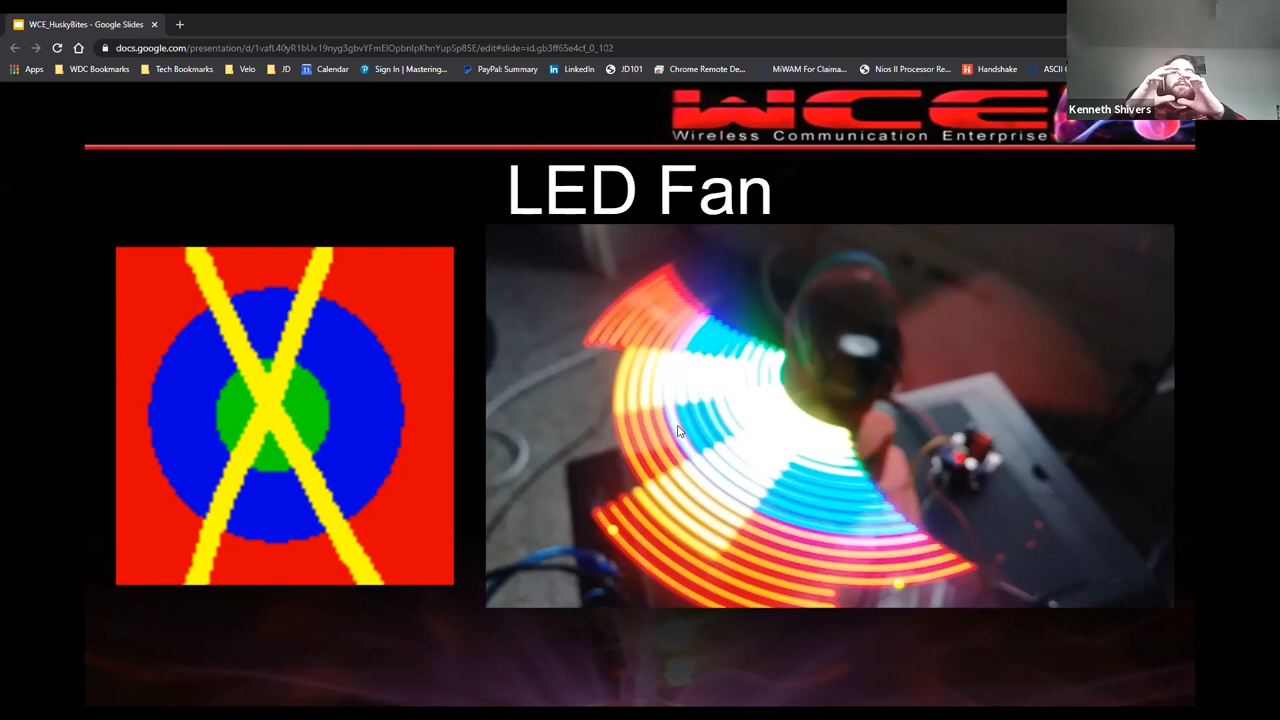 WCE_HuskyBites - Google Slides
docs.google.com/presentation/d/1vafL40yR1bUv19nyg3gbvYFmEIOpbnIpKhnYupSp85E/edit#slide=id.gb3ff65e4cf_0_102
Apps WDC Bookmarks Tech Bookmarks Velo JD Calendar Sign In | Mastering... PayPal: Summary LinkedIn JD101 Chrome Remote De... MiWAM For Claima... Nios II Processor Re... Handshake ASCII
Kenneth Shivers
WCE
Wireless Communication Enterprise
LED Fan